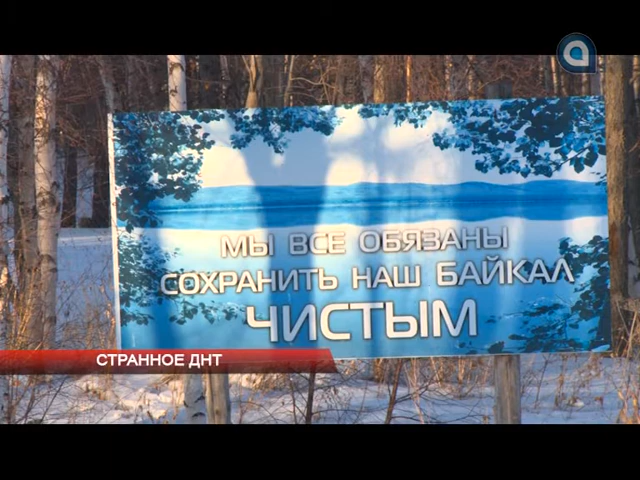 МЫ ВСЕ ОБЯЗАНЫ
СОХРАНИТЬ НАШ БАЙКАЛ
ЧИСТЫМ
СТРАННОЕ ДНТ